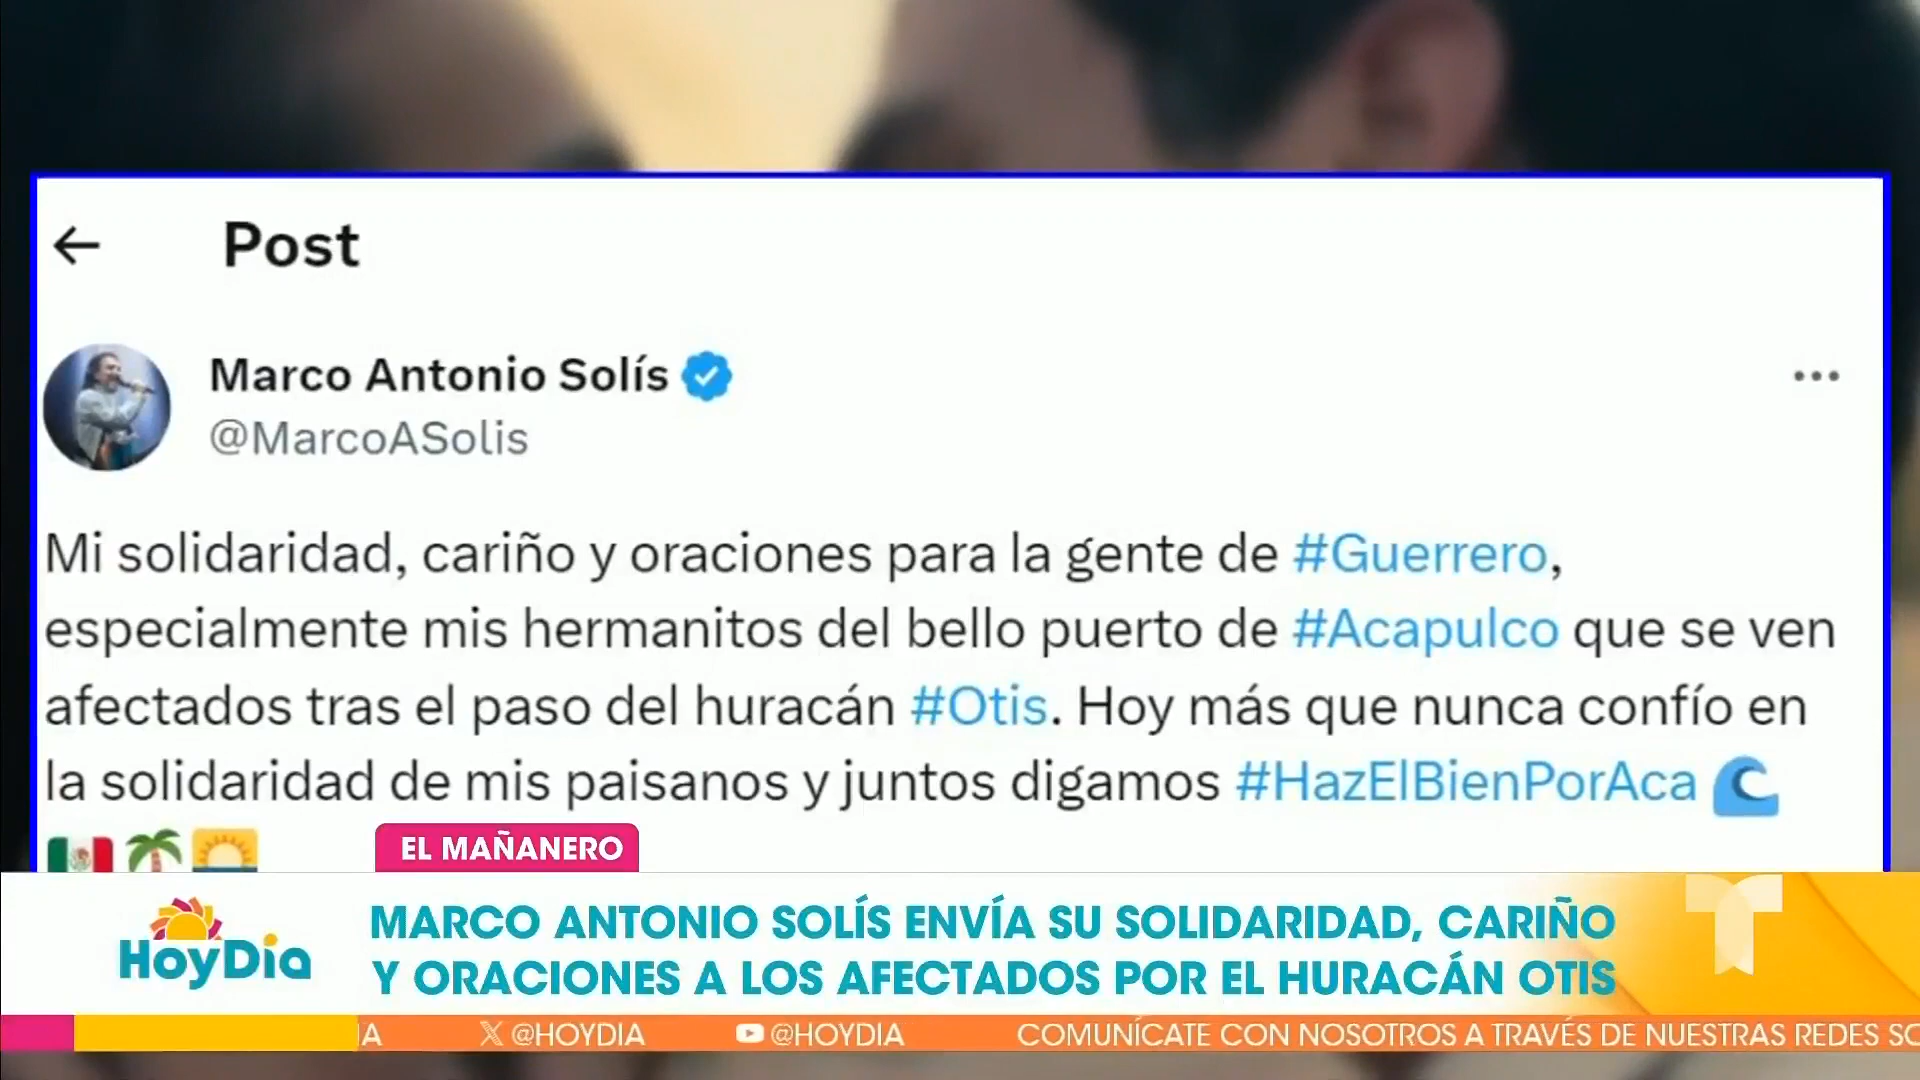 Post
Marco Antonio Solís
@MarcoASolis
Mi solidaridad, cariño y oraciones para la gente de #Guerrero,
especialmente mis hermanitos del bello puerto de #Acapulco que se ven
afectados tras el paso del huracán #Otis. Hoy más que nunca confío en
la solidaridad de mis paisanos y juntos digamos #HazElBienPorAca 🌊
🇲🇽🌴🌅
EL MAÑANERO
HoyDía
MARCO ANTONIO SOLÍS ENVÍA SU SOLIDARIDAD, CARIÑO
Y ORACIONES A LOS AFECTADOS POR EL HURACÁN OTIS
T
@HOYDIA @HOYDIA COMUNÍCATE CON NOSOTROS A TRAVÉS DE NUESTRAS REDES